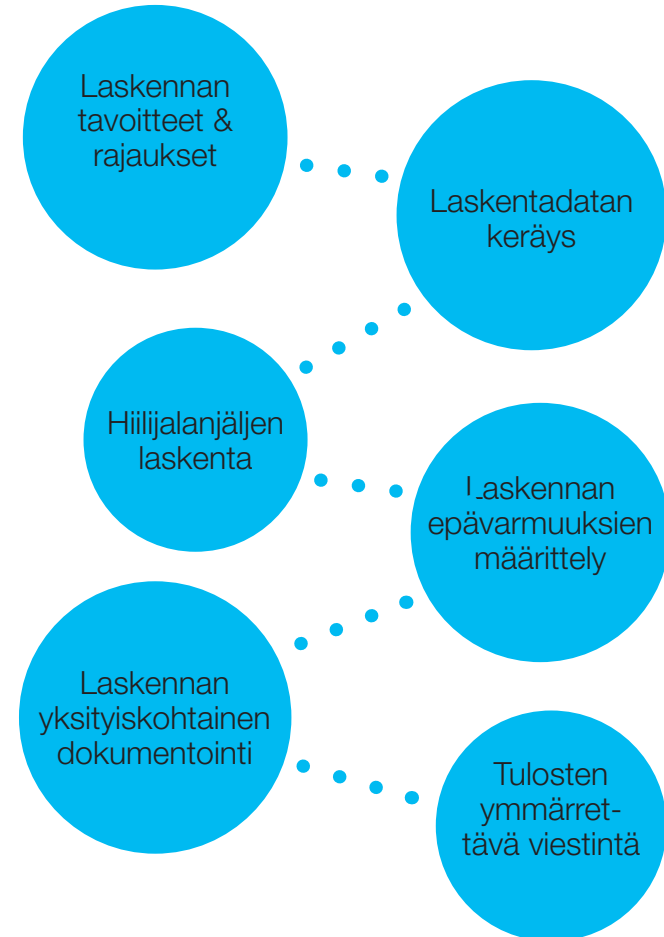 Laskennan
tavoitteet &
rajaukset
Laskentadatan
keräys
Hiilijalanjäljen
laskenta
Laskennan
epävarmuuksien
määrittely
Laskennan
yksityiskohtainen
dokumentointi
Tulosten
ymmärret-
tävä viestintä